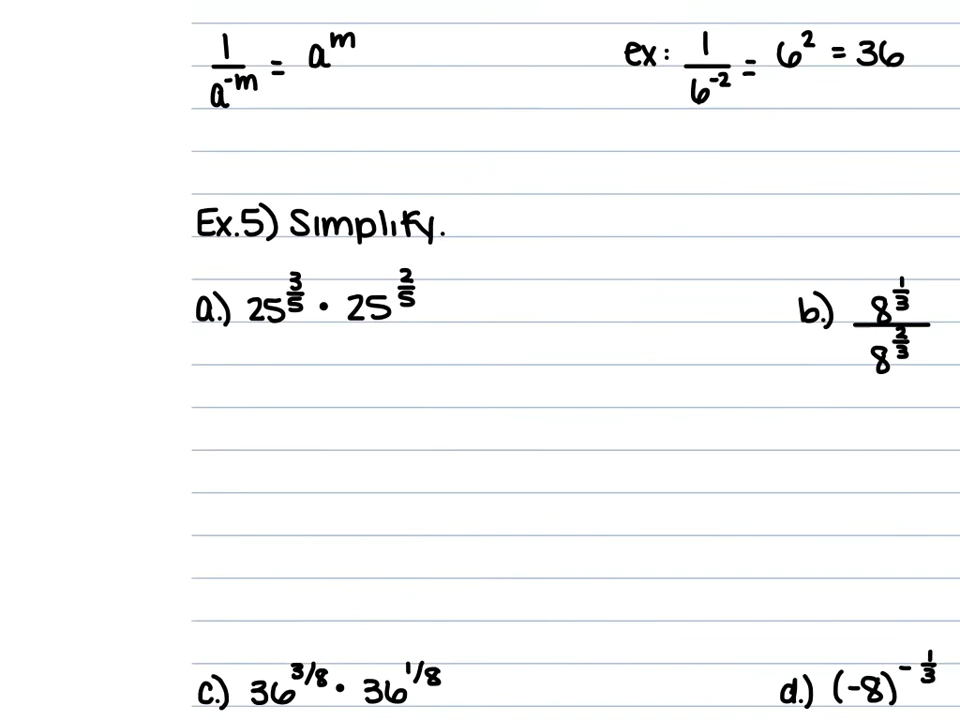 1/a^-m = a^m ex: 1/6^-2 = 6^2 = 36
Ex.5) Simplify.
a.) 25^3/5 · 25^2/5 b.) 8^1/3 / 8^2/3
c.) 36^3/8 · 36^1/8 d.) (-8)^-1/3